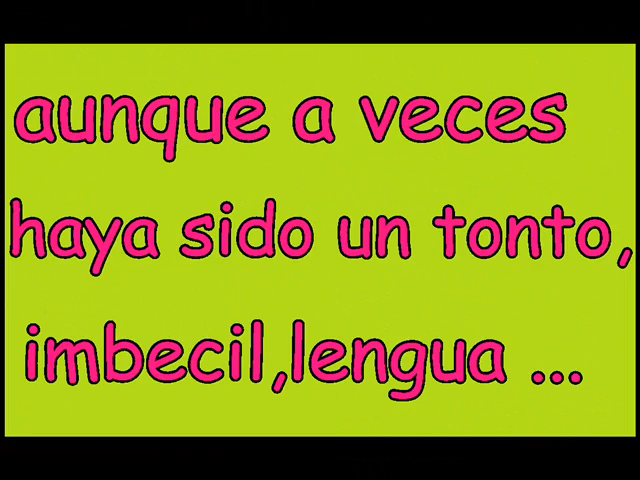 aunque a veces
haya sido un tonto,
imbecil,lengua ...